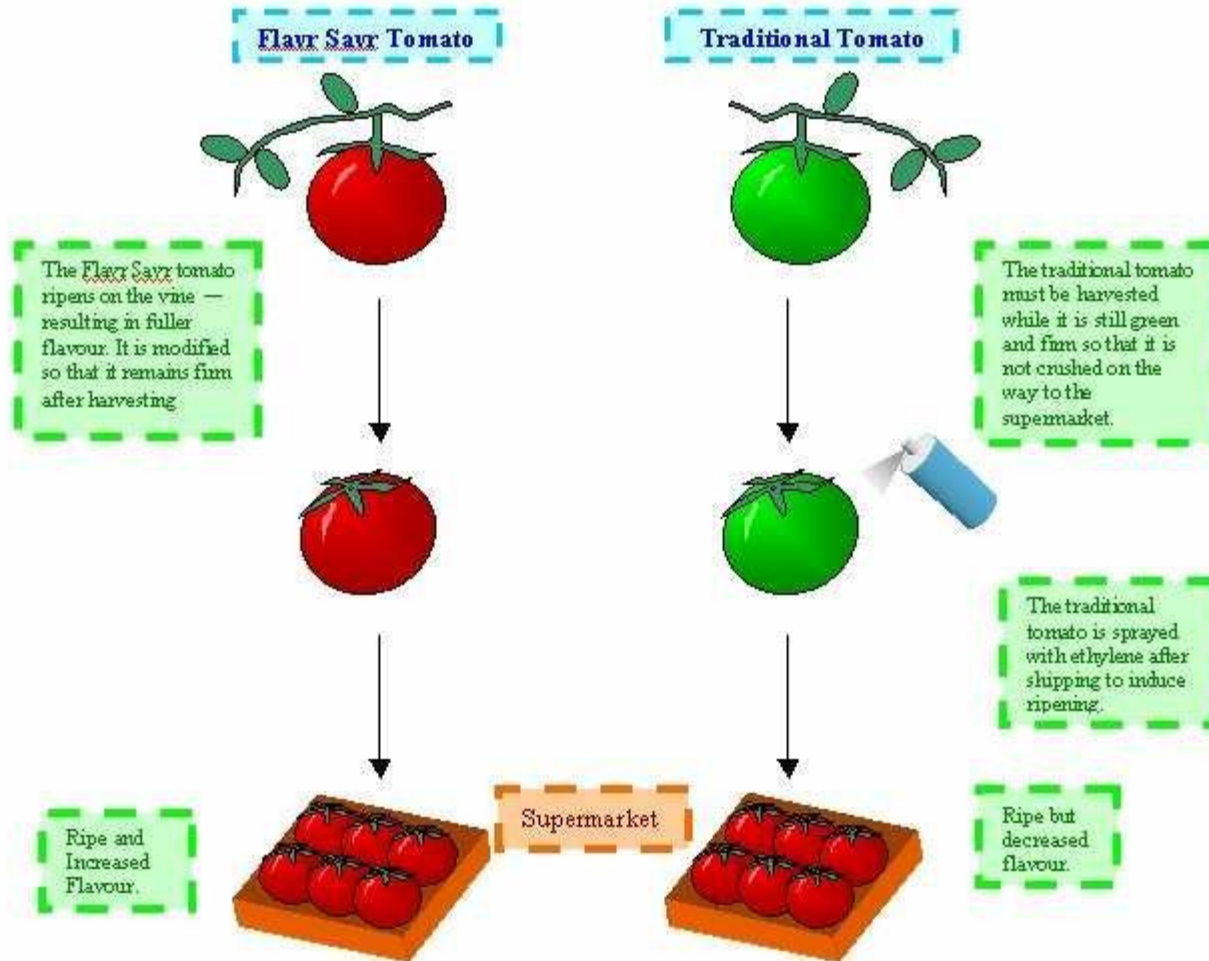 Flavr Savr Tomato
Traditional Tomato
The Flavr Savr tomato
ripens on the vine —
resulting in fuller
flavour. It is modified
so that it remains firm
after harvesting
The traditional tomato
must be harvested
while it is still green
and firm so that it is
not crushed on the
way to the
supermarket.
The traditional
tomato is sprayed
with ethylene after
shipping to induce
ripening.
Supermarket
Ripe and
Increased
Flavour.
Ripe but
decreased
flavour.